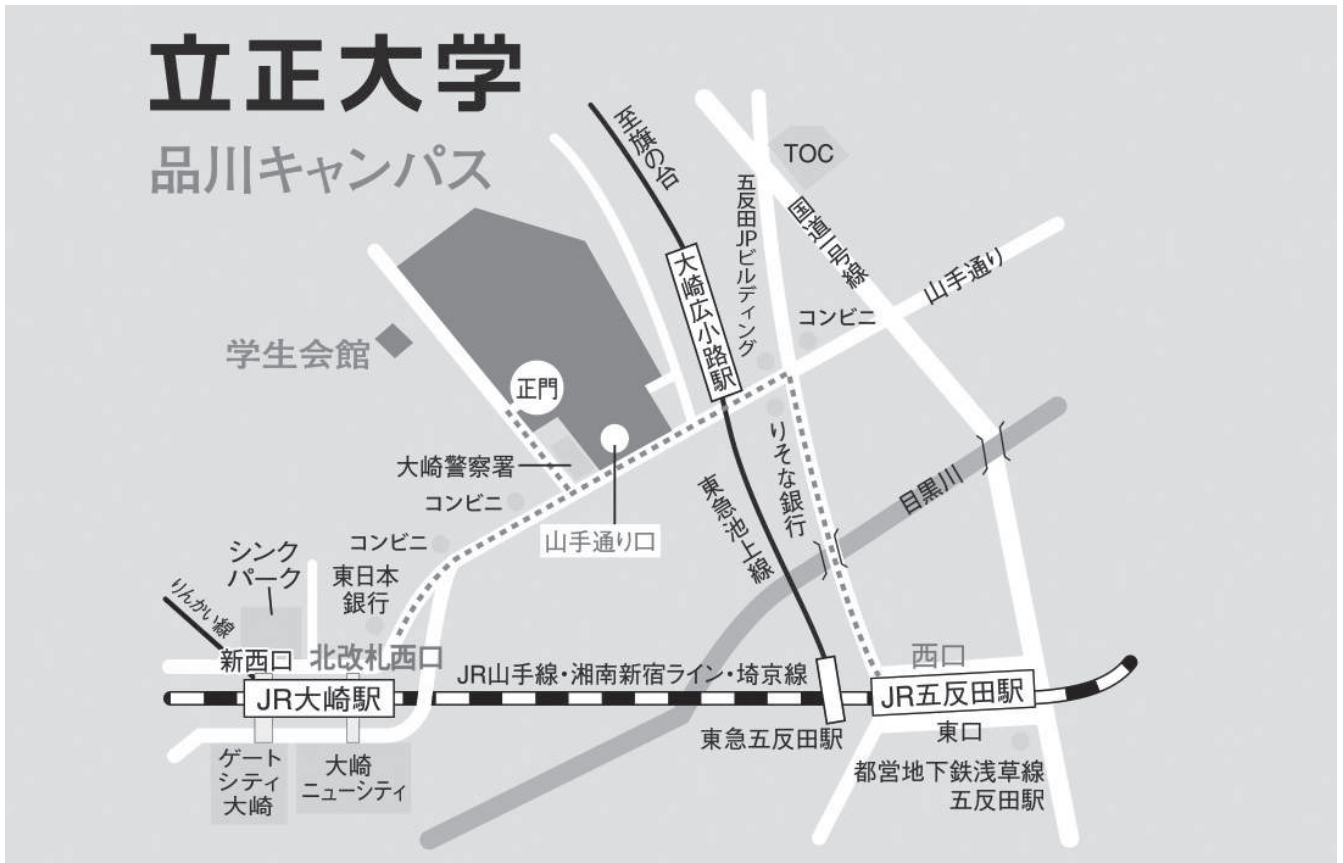 立正大学
品川キャンパス
至旗の台
TOC
五反田JPビルディング
国道一号線
山手通り
大崎広小路駅
コンビニ
学生会館
正門
りそな銀行
大崎警察署
目黒川
コンビニ
東急池上線
山手通り口
コンビニ
シンク
パーク
東日本
銀行
りんかい線
新西口
北改札西口
JR山手線・湘南新宿ライン・埼京線
西口
JR大崎駅
JR五反田駅
東急五反田駅
東口
ゲート
シティ
大崎
大崎
ニューシティ
都営地下鉄浅草線
五反田駅